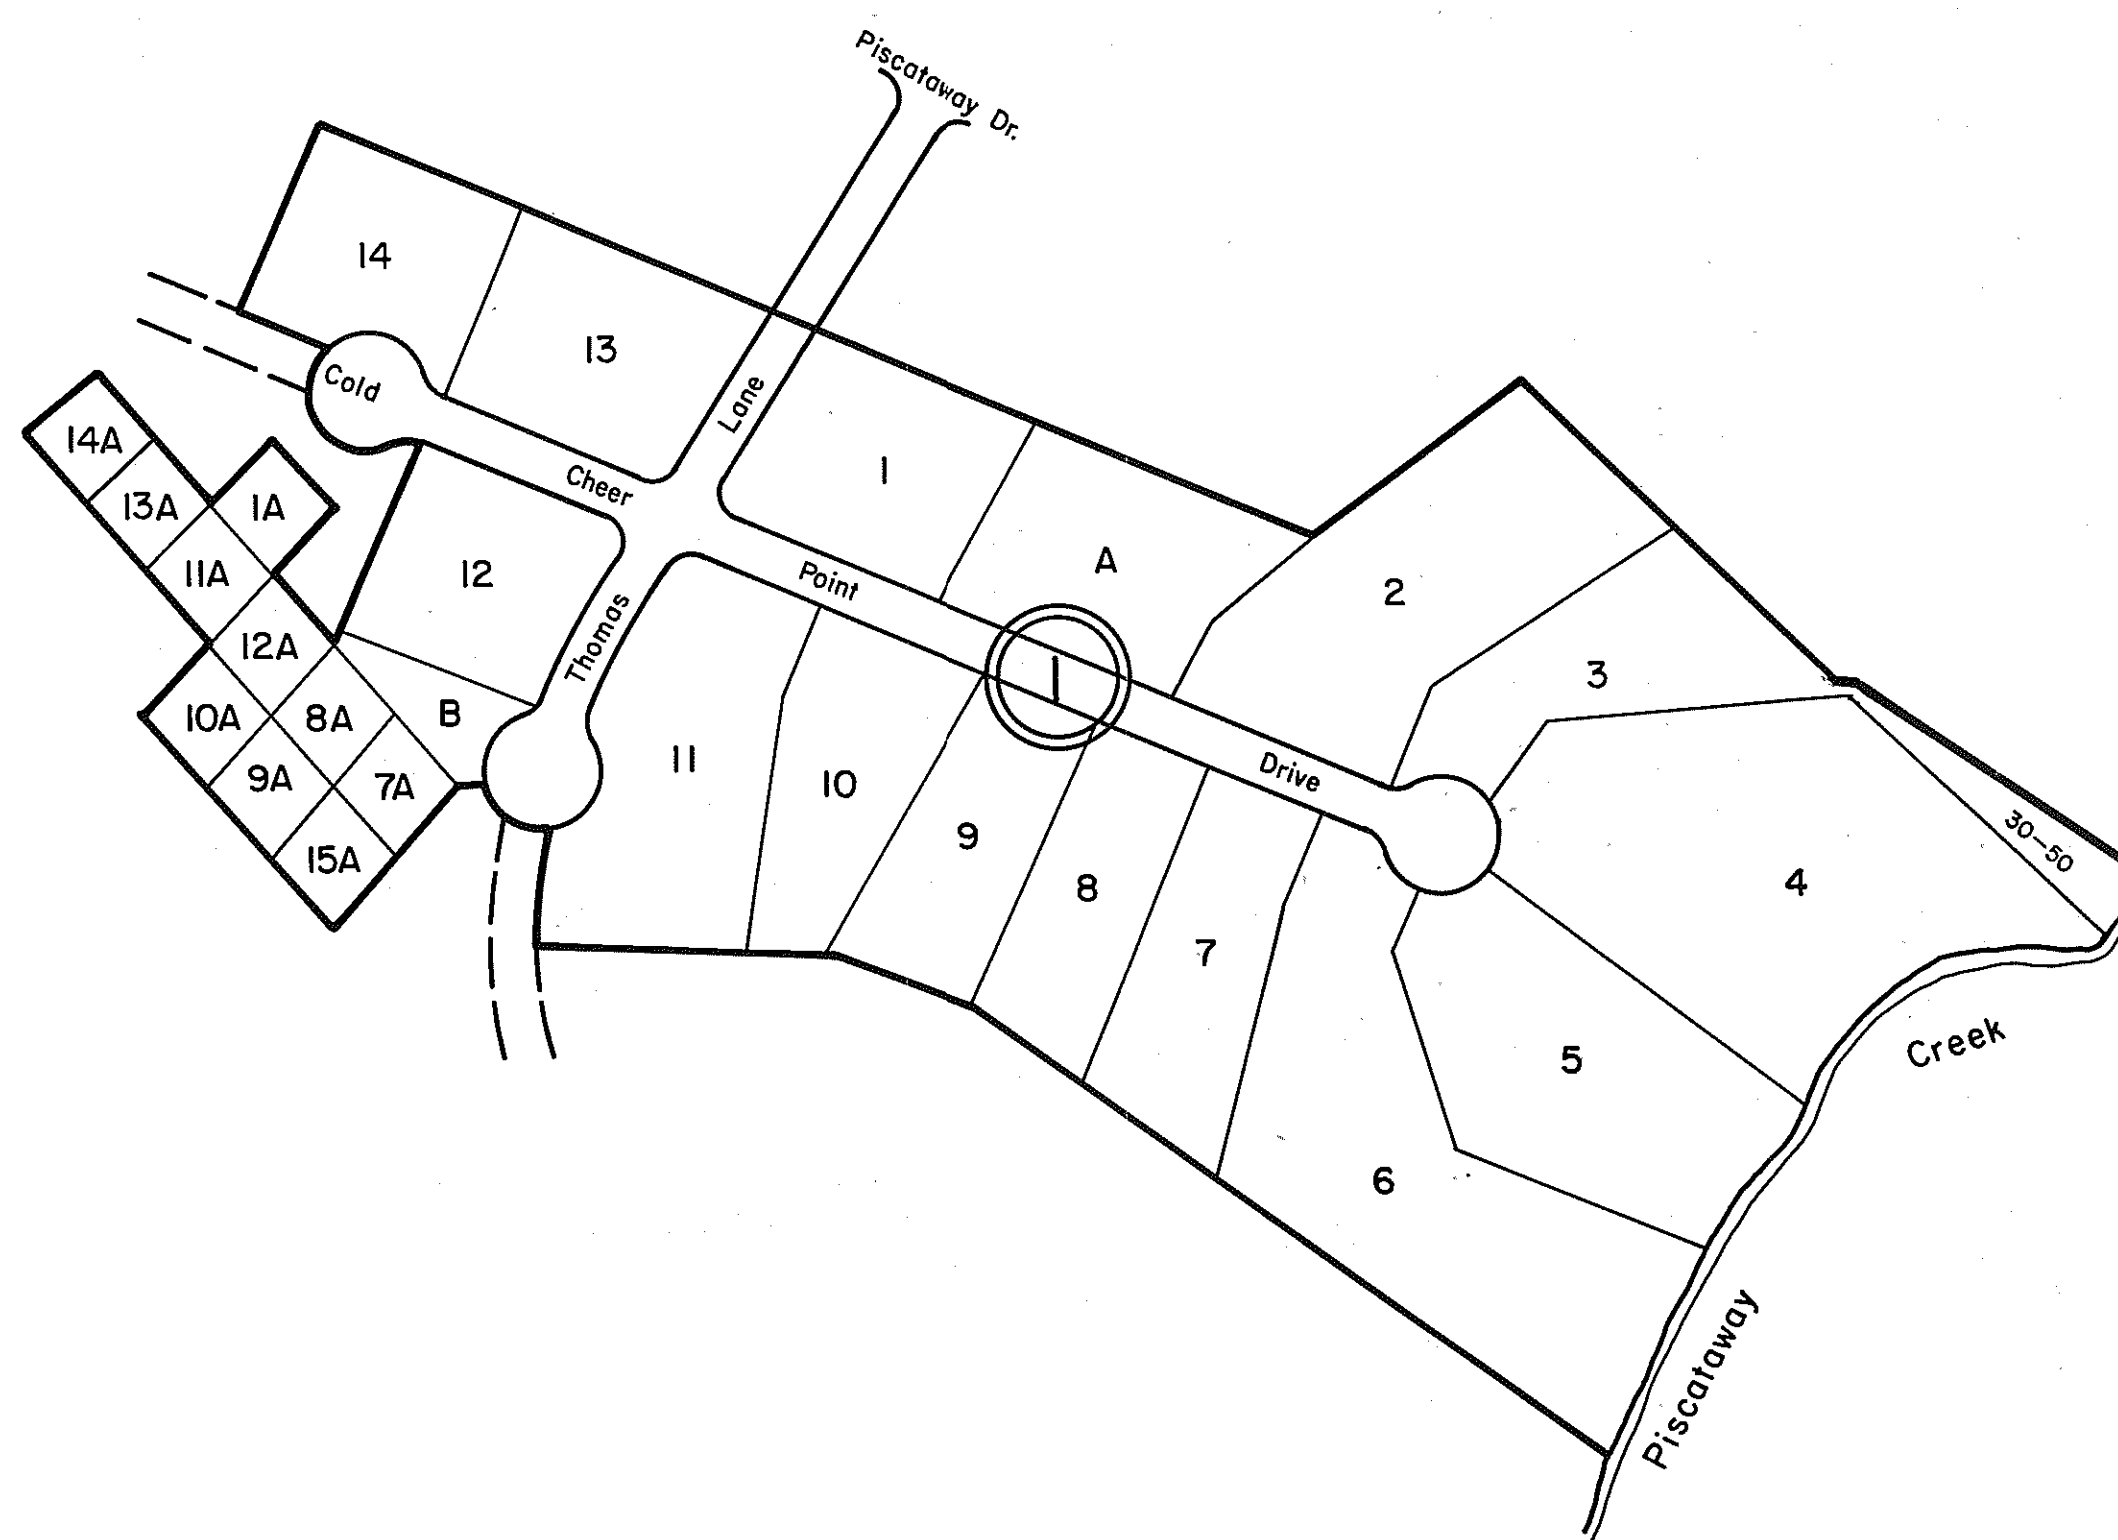 Piscataway Dr.
14
13
Cold
Lane
Cheer
1
A
14A
13A
1A
11A
12
Thomas
Point
2
3
12A
10A
8A
B
9A
7A
15A
11
10
1
Drive
9
8
7
4
30-50
5
6
Creek
Piscataway